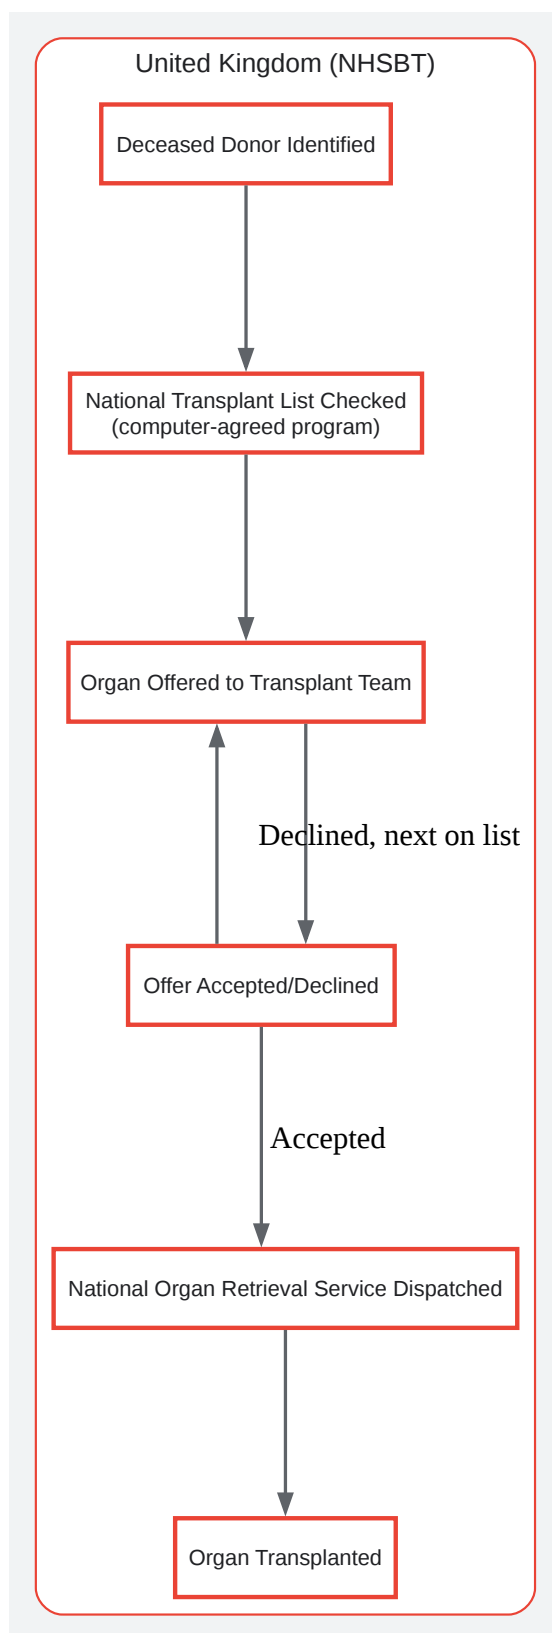 United Kingdom (NHSBT)
Deceased Donor Identified
National Transplant List Checked
(computer-agreed program)
Organ Offered to Transplant Team
Declined, next on list
Offer Accepted/Declined
Accepted
National Organ Retrieval Service Dispatched
Organ Transplanted